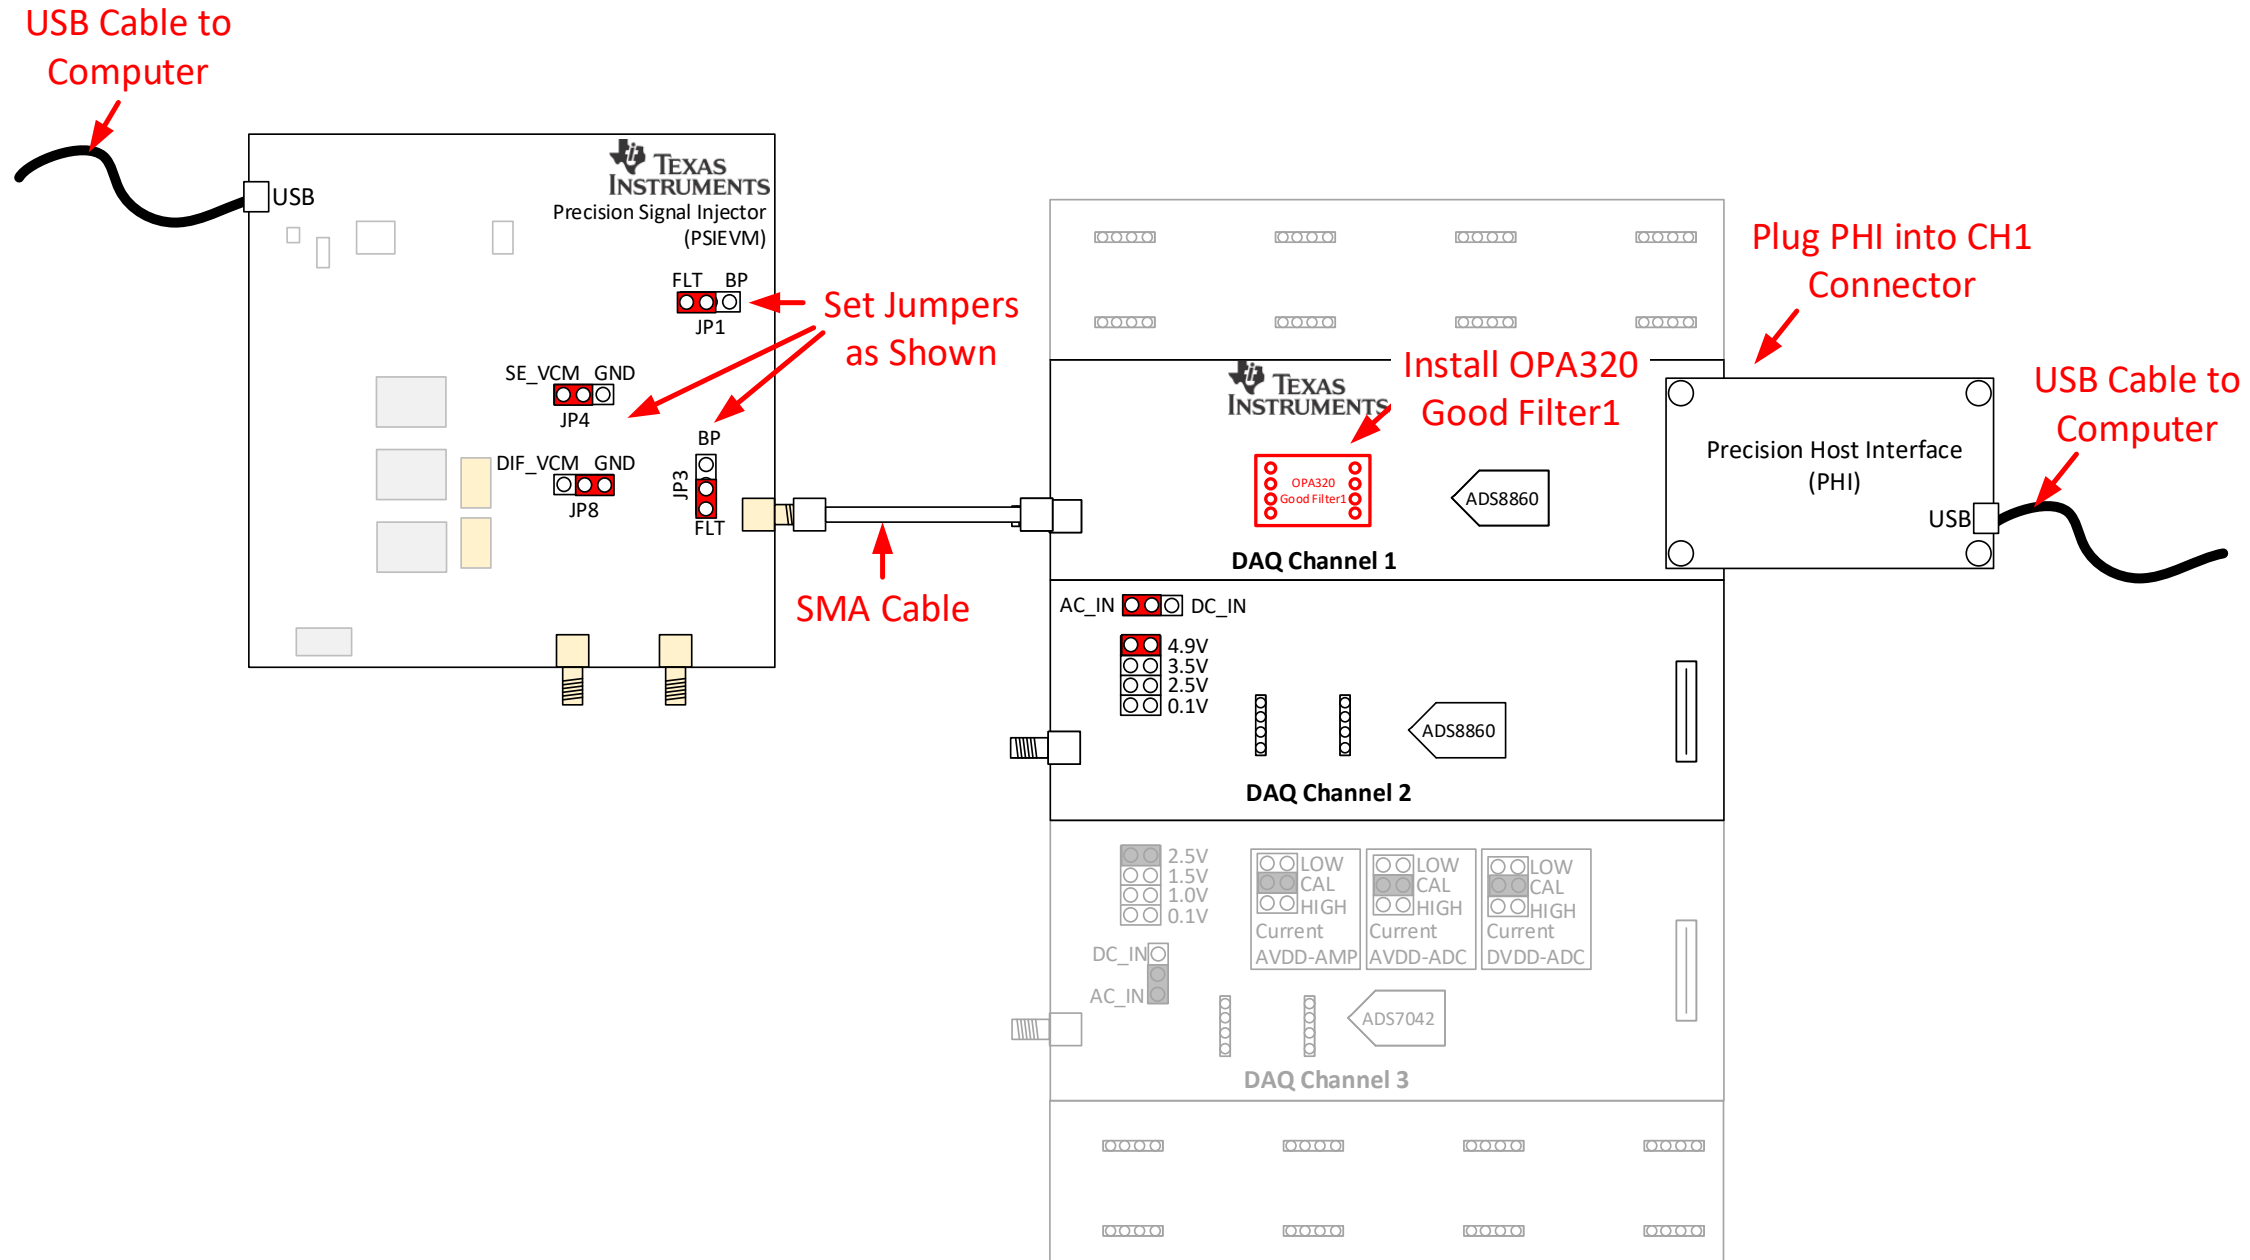 USB Cable to
Computer
USB
TEXAS
INSTRUMENTS
Precision Signal Injector
(PSIEVM)
FLT BP
JP1
Set Jumpers
as Shown
SE_VCM GND
JP4
DIF_VCM GND
JP8
BP
JP3
FLT
SMA Cable
Plug PHI into CH1
Connector
Install OPA320
Good Filter1
TEXAS
INSTRUMENTS
OPA320
Good Filter1
ADS8860
DAQ Channel 1
Precision Host Interface
(PHI)
USB
USB Cable to
Computer
AC_IN DC_IN
4.9V
3.5V
2.5V
0.1V
ADS8860
DAQ Channel 2
2.5V
1.5V
1.0V
0.1V
DC_IN
AC_IN
LOW
CAL
HIGH
Current
AVDD-AMP
LOW
CAL
HIGH
Current
AVDD-ADC
LOW
CAL
HIGH
Current
DVDD-ADC
ADS7042
DAQ Channel 3